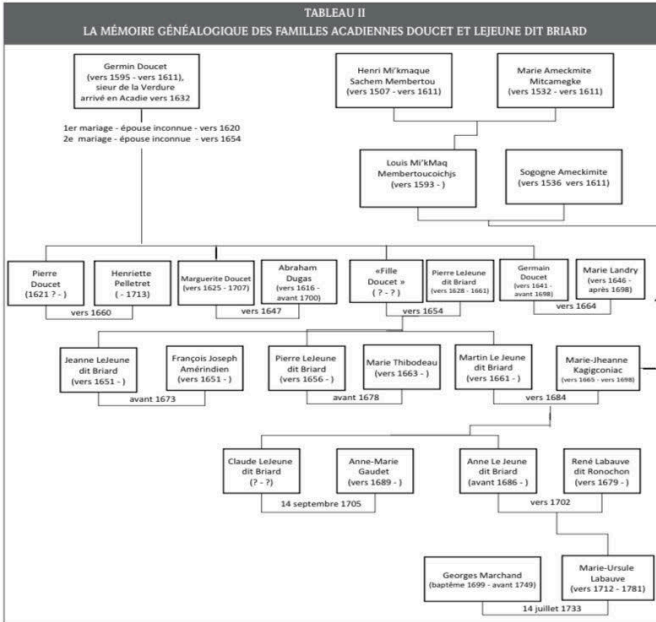 TABLEAU II
LA MÉMOIRE GÉNÉALOGIQUE DES FAMILLES ACADIENNES DOUCET ET LEJEUNE DIT BRIARD
Germin Doucet
(vers 1595 - vers 1611),
sieur de la Verdure
arrivé en Acadie vers 1632
Henri Mi'kmaque
Sachem Membertou
(vers 1507 - vers 1611)
Marie Ameckmite
Mitcamegke
(vers 1532 - vers 1611)
1er mariage - épouse inconnue - vers 1620
2e mariage - épouse inconnue - vers 1654
Louis Mi'kMaq
Membertoucoichjs
(vers 1593 - )
Sogogne Ameckimite
(vers 1536 vers 1611)
Pierre
Doucet
(1621 ? - )
Henriette
Pelletret
( - 1713)
Marguerite Doucet
(vers 1625 - 1707)
Abraham
Dugas
(vers 1616 -
avant 1700)
«Fille
Doucet »
(? - ?)
Pierre LeJeune
dit Briard
(vers 1628 - 1661)
Germain
Doucet
(vers 1641 -
avant 1698)
Marie Landry
(vers 1646 -
après 1698)
vers 1660
vers 1647
vers 1654
vers 1664
Jeanne LeJeune
dit Briard
(vers 1651 - )
François Joseph
Amérindien
(vers 1651 - )
Pierre LeJeune
dit Briard
(vers 1656 - )
Marie Thibodeau
(vers 1663 - )
Martin Le Jeune
dit Briard
(vers 1661 - )
Marie-Jheanne
Kagigconiac
(vers 1665 - vers 1698)
avant 1673
avant 1678
vers 1684
Claude LeJeune
dit Briard
(? - ?)
Anne-Marie
Gaudet
(vers 1689 - )
Anne Le Jeune
dit Briard
(avant 1686 - )
René Labauve
dit Ronochon
(vers 1679 - )
14 septembre 1705
vers 1702
Georges Marchand
(baptême 1699 - avant 1749)
Marie-Ursule
Labauve
(vers 1712 - 1781)
14 juillet 1733